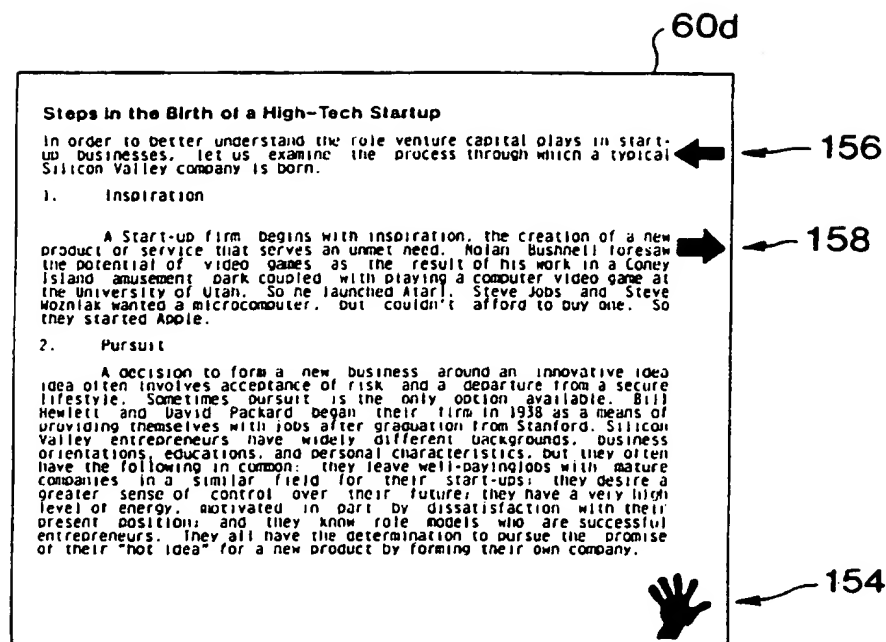 60d
Steps in the Birth of a High-Tech Startup
In order to better understand the role venture capital plays in start-
up businesses, let us examine the process through which a typical
Silicon Valley company is born.
156
1. Inspiration
A Start-up firm begins with inspiration, the creation of a new
product or service that serves an unmet need. Nolan Bushnell foresaw
158
the potential of video games as the result of his work in a Coney
Island amusement park coupled with playing a computer video game at
the University of Utah. So he launched Atari. Steve Jobs and Steve
Wozniak wanted a microcomputer, but couldn't afford to buy one. So
they started Apple.
2. Pursuit
A decision to form a new business around an innovative idea
idea often involves acceptance of risk and a departure from a secure
lifestyle. Sometimes pursuit is the only option available. Bill
Hewlett and David Packard began their firm in 1938 as a means of
providing themselves with jobs after graduation from Stanford. Silicon
Valley entrepreneurs have widely different backgrounds, business
orientations, educations, and personal characteristics, but they often
have the following in common: they leave well-payingjobs with mature
companies in a similar field for their start-ups; they desire a
greater sense of control over their future; they have a very high
level of energy, motivated in part by dissatisfaction with their
present position; and they know role models who are successful
entrepreneurs. They all have the determination to pursue the promise
of their "hot idea" for a new product by forming their own company.
154